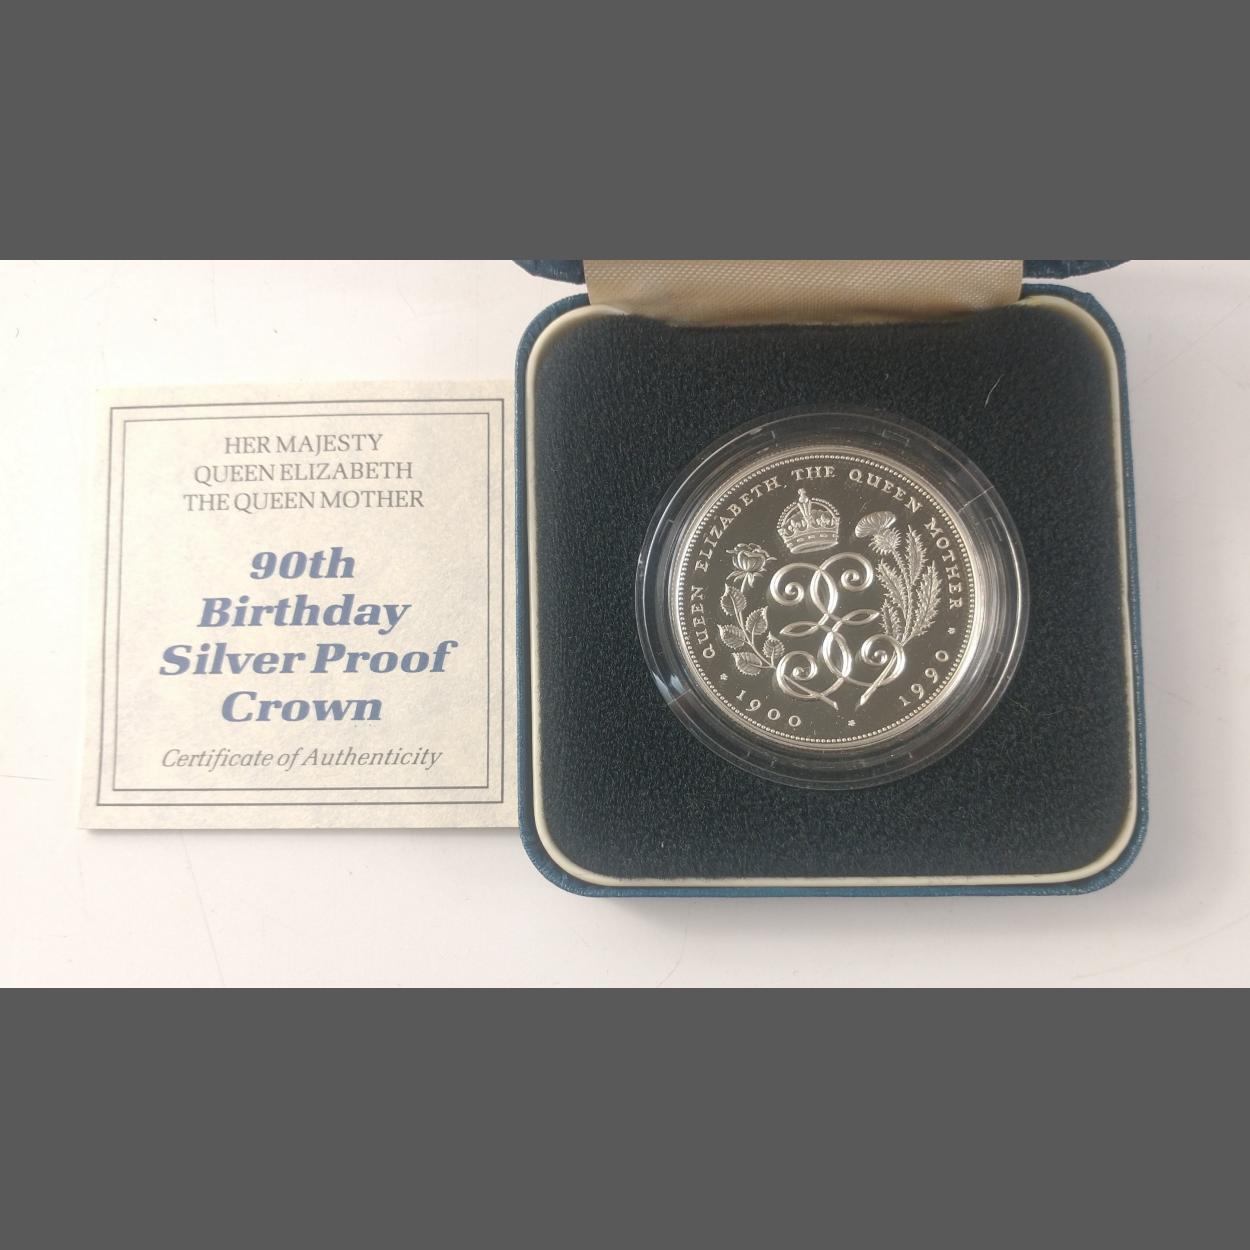 HER MAJESTY
QUEEN ELIZABETH
THE QUEEN MOTHER
90th
Birthday
Silver Proof
Crown
Certificate of Authenticity
QUEEN ELIZABETH THE QUEEN MOTHER
* 1900 * 1990 *